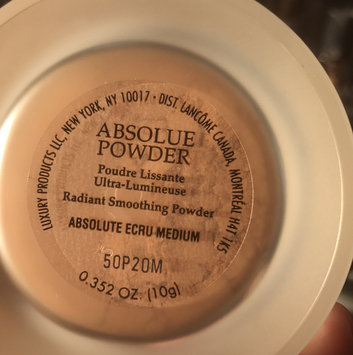 LUXURY PRODUCTS LLC, NEW YORK, NY 10017 • DIST. LANCÔME CANADA, MONTRÉAL H4T 1K5
ABSOLUE
POWDER
Poudre Lissante
Ultra-Lumineuse
Radiant Smoothing Powder
ABSOLUTE ECRU MEDIUM
50P20M
0.352 OZ. (10g)